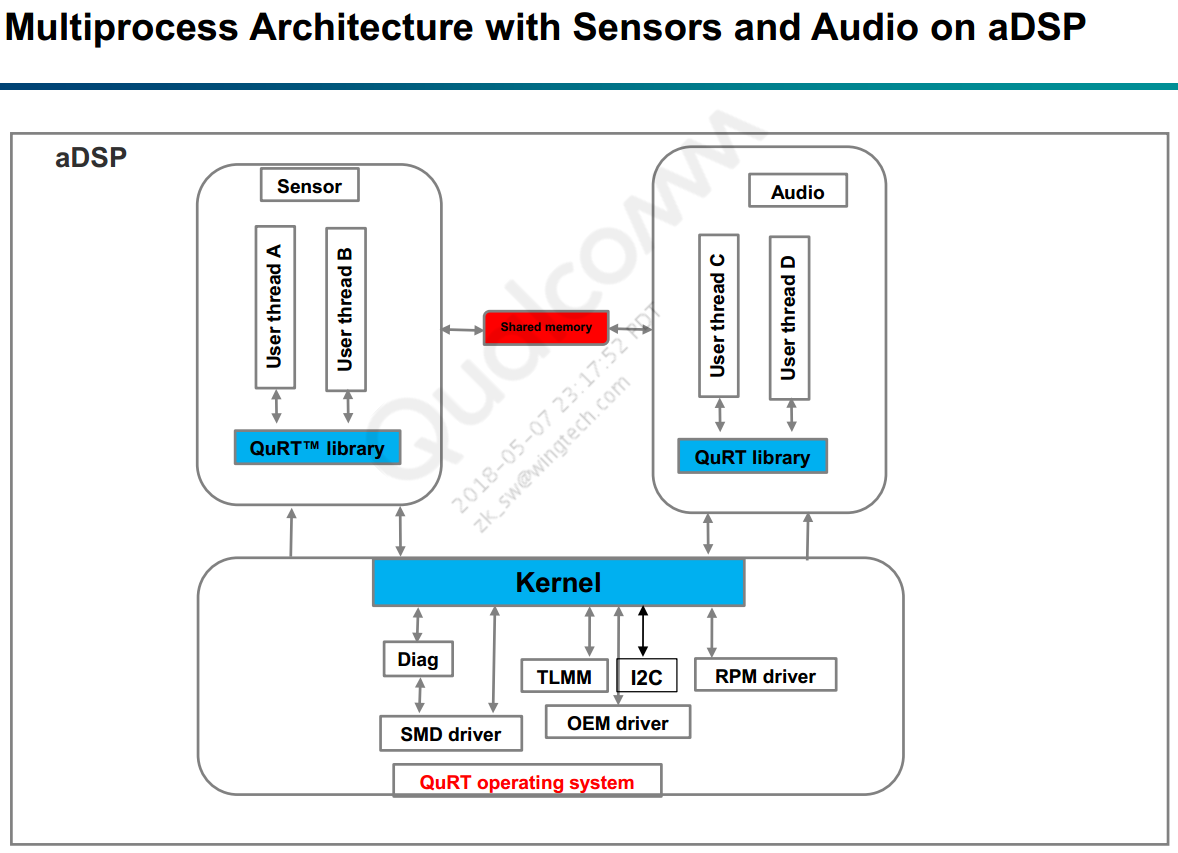 Multiprocess Architecture with Sensors and Audio on aDSP
aDSP
Sensor
User thread A
User thread B
QuRT™ library
Shared memory
Audio
User thread C
User thread D
QuRT library
Qualcomm
2018-05-07 23:17:52 PDT
zk_sw@wingtech.com
Kernel
Diag
SMD driver
TLMM
I2C
OEM driver
RPM driver
QuRT operating system